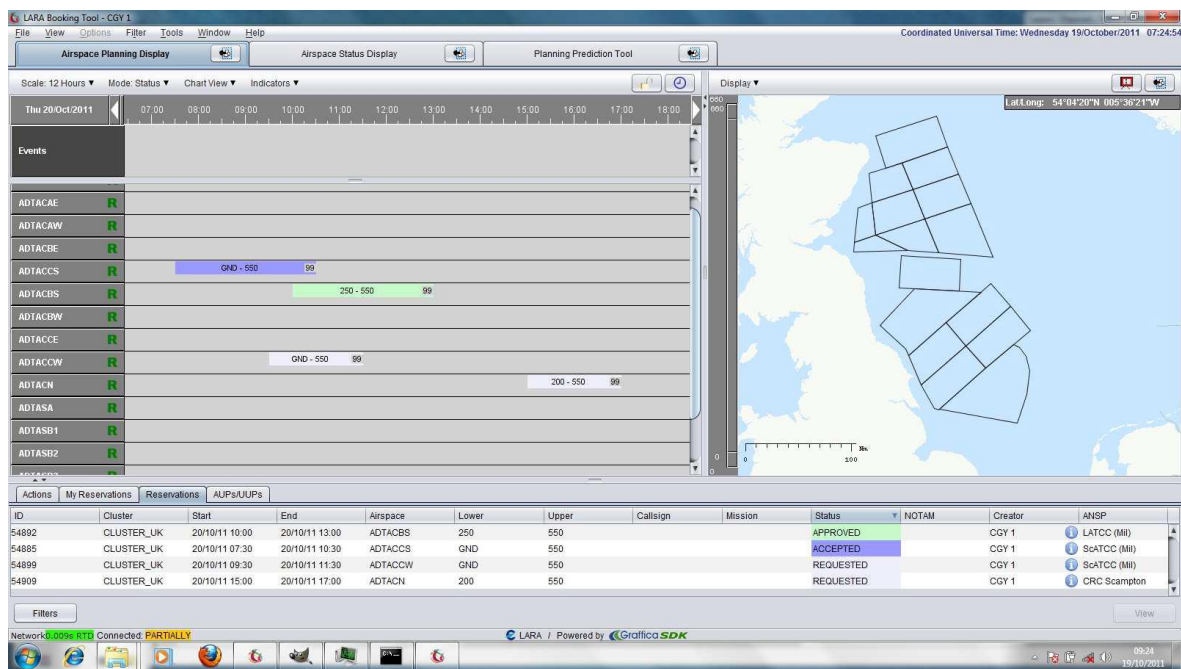 LARA Booking Tool - CGY 1
File View Options Filter Tools Window Help Coordinated Universal Time: Wednesday 19/October/2011 07:24:54
Airspace Planning Display Airspace Status Display Planning Prediction Tool
Scale: 12 Hours ▼ Mode: Status ▼ Chart View ▼ Indicators ▼ Display ▼
Thu 20/Oct/2011 07:00 08:00 09:00 10:00 11:00 12:00 13:00 14:00 15:00 16:00 17:00 18:00
660
660
Lat/Long: 54°04'20"N 005°36'21"W
Events
ADTACAE R
ADTACAW R
ADTACBE R
ADTACCS R GND - 550 99
ADTACBS R 250 - 550 99
ADTACBW R
ADTACCE R
ADTACCW R GND - 550 99
ADTACN R 200 - 550 99
ADTASA R
ADTASB1 R
ADTASB2 R
0 0 100 Nm
0
Actions My Reservations Reservations AUPs/UUPs
ID Cluster Start End Airspace Lower Upper Callsign Mission Status NOTAM Creator ANSP
54892 CLUSTER_UK 20/10/11 10:00 20/10/11 13:00 ADTACBS 250 550 APPROVED CGY 1 LATCC (Mil)
54885 CLUSTER_UK 20/10/11 07:30 20/10/11 10:30 ADTACCS GND 550 ACCEPTED CGY 1 ScATCC (Mil)
54899 CLUSTER_UK 20/10/11 09:30 20/10/11 11:30 ADTACCW GND 550 REQUESTED CGY 1 ScATCC (Mil)
54909 CLUSTER_UK 20/10/11 15:00 20/10/11 17:00 ADTACN 200 550 REQUESTED CGY 1 CRC Scampton
Filters View
Network 0.009s RTD Connected: PARTIALLY LARA / Powered by Graffica SDK
09:24
19/10/2011